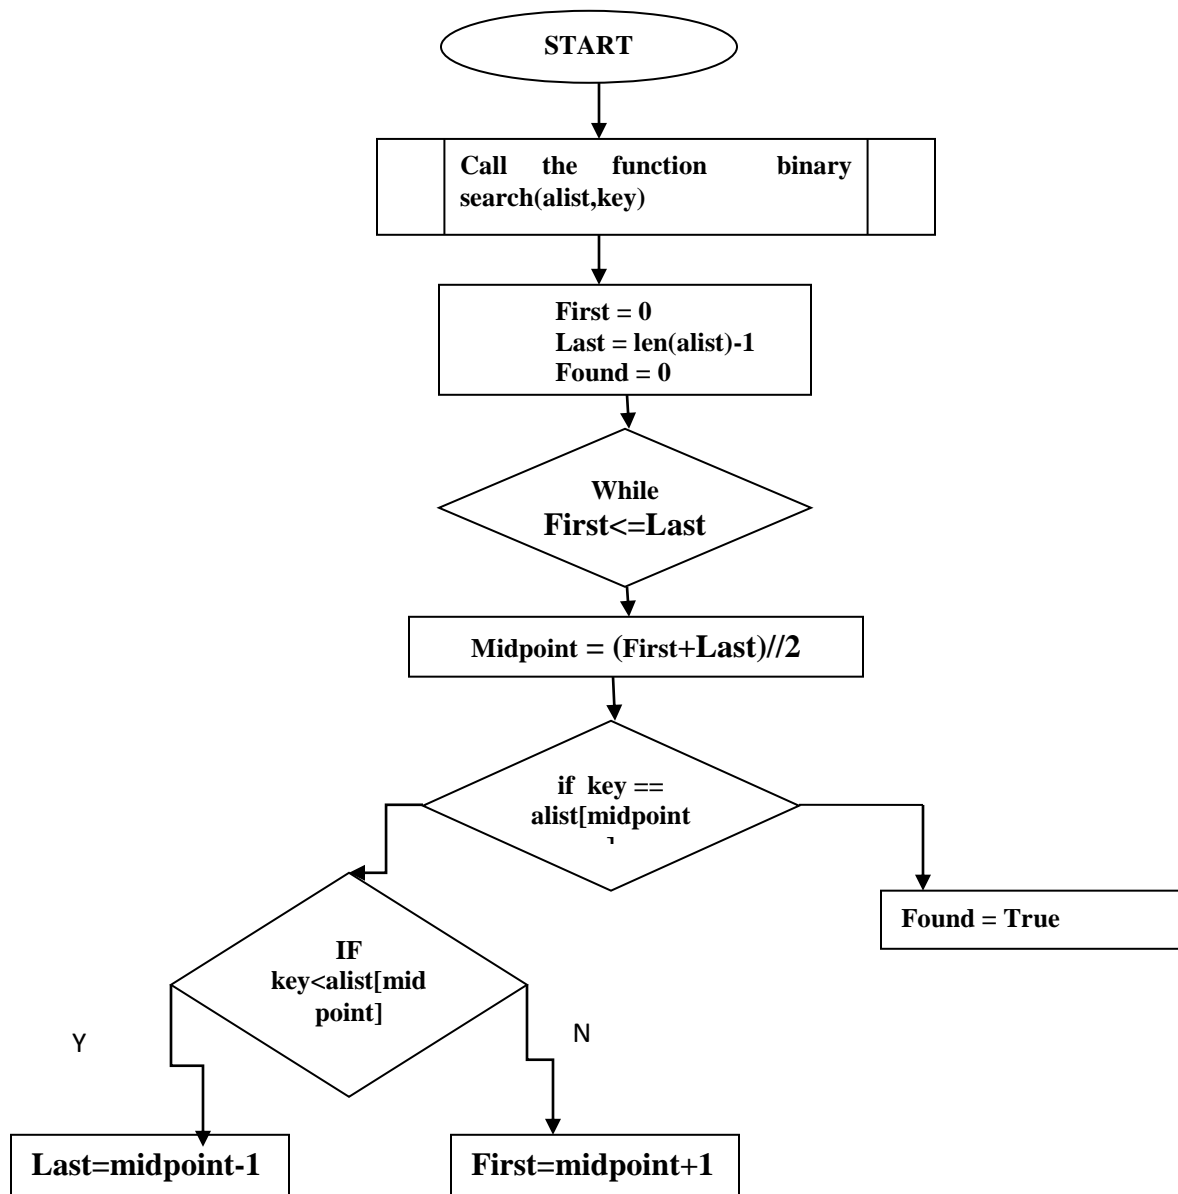 START
Call the function binary
search(alist,key)
First = 0
Last = len(alist)-1
Found = 0
While
First<=Last
Midpoint = (First+Last)//2
if key ==
alist[midpoint
]
Found = True
IF
key<alist[mid
point]
Y
N
Last=midpoint-1
First=midpoint+1